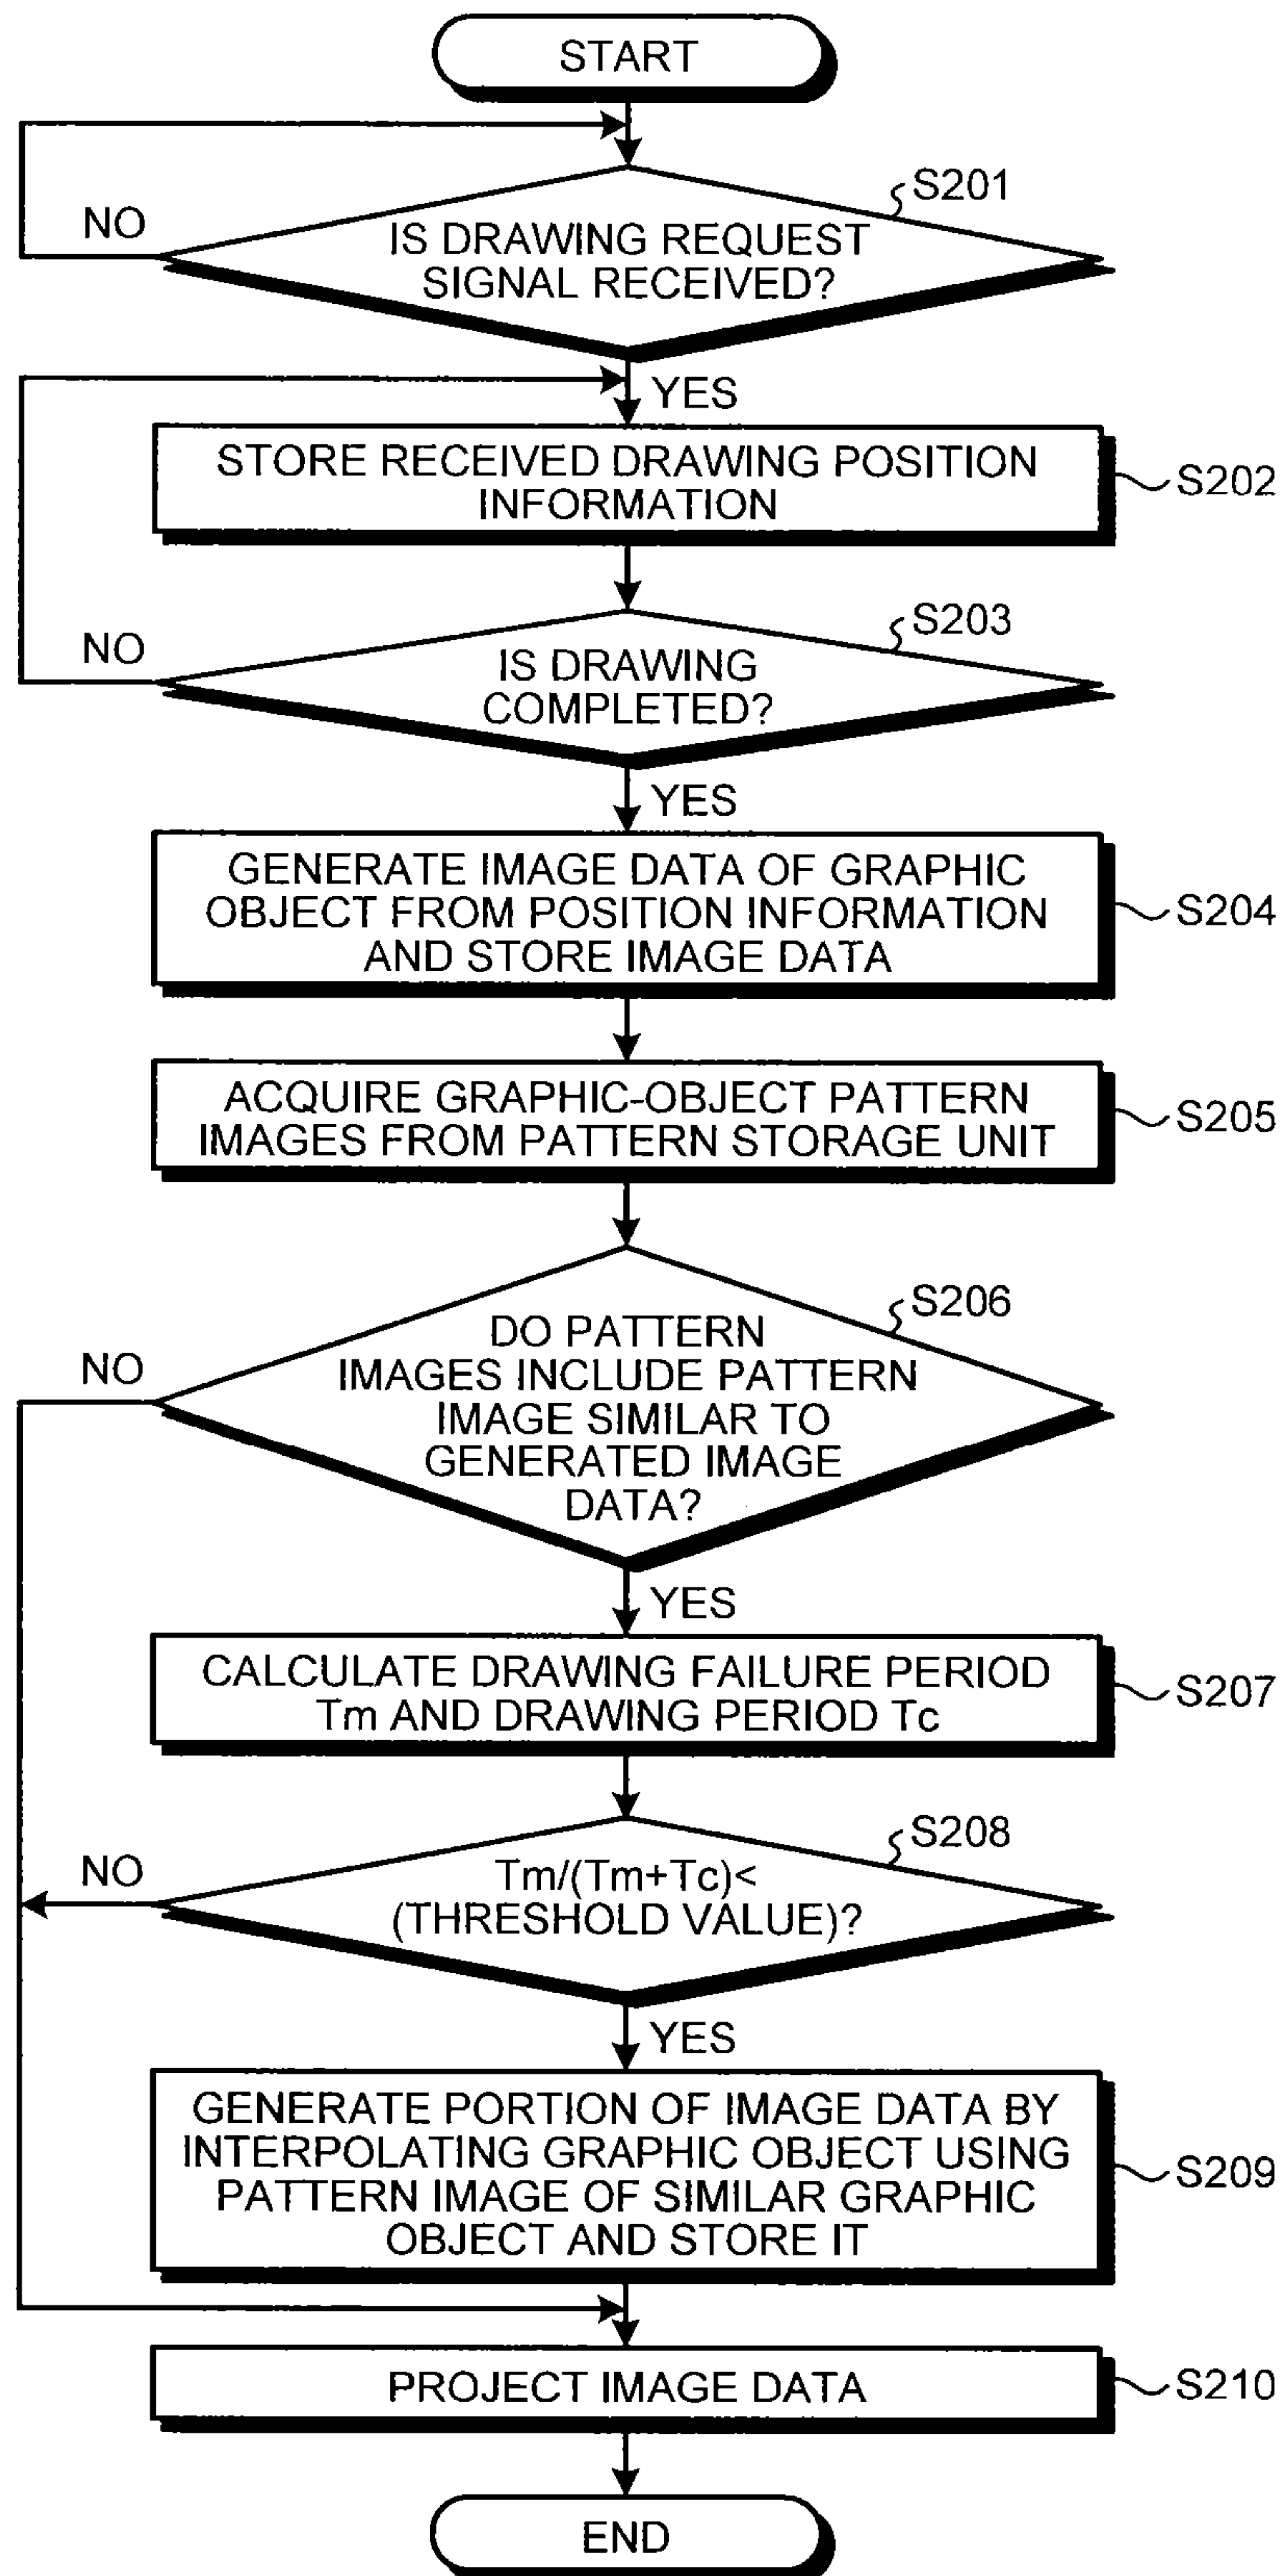 START
S201
NO
IS DRAWING REQUEST
SIGNAL RECEIVED?
YES
STORE RECEIVED DRAWING POSITION
INFORMATION
S202
S203
NO
IS DRAWING
COMPLETED?
YES
GENERATE IMAGE DATA OF GRAPHIC
OBJECT FROM POSITION INFORMATION
AND STORE IMAGE DATA
S204
ACQUIRE GRAPHIC-OBJECT PATTERN
IMAGES FROM PATTERN STORAGE UNIT
S205
S206
NO
DO PATTERN
IMAGES INCLUDE PATTERN
IMAGE SIMILAR TO
GENERATED IMAGE
DATA?
YES
CALCULATE DRAWING FAILURE PERIOD
Tm AND DRAWING PERIOD Tc
S207
S208
NO
Tm/(Tm+Tc)<
(THRESHOLD VALUE)?
YES
GENERATE PORTION OF IMAGE DATA BY
INTERPOLATING GRAPHIC OBJECT USING
PATTERN IMAGE OF SIMILAR GRAPHIC
OBJECT AND STORE IT
S209
PROJECT IMAGE DATA
S210
END